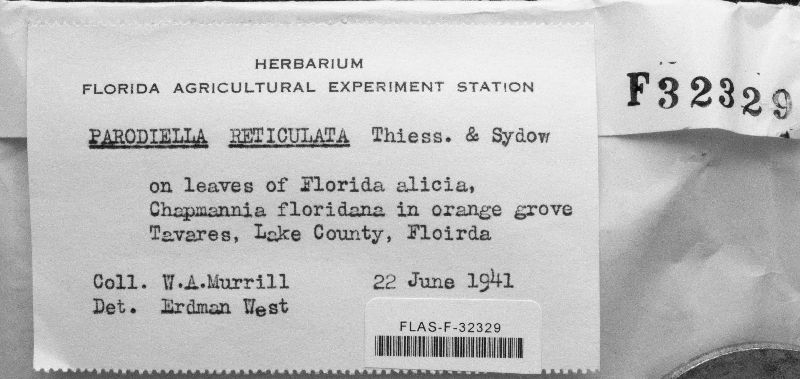 HERBARIUM
FLORIDA AGRICULTURAL EXPERIMENT STATION
F32329
PARODIELLA RETICULATA Thiess. & Sydow
on leaves of Florida alicia,
Chapmannia floridana in orange grove
Tavares, Lake County, Floirda
Coll. W.A.Murrill 22 June 1941
Det. Erdman West
FLAS-F-32329